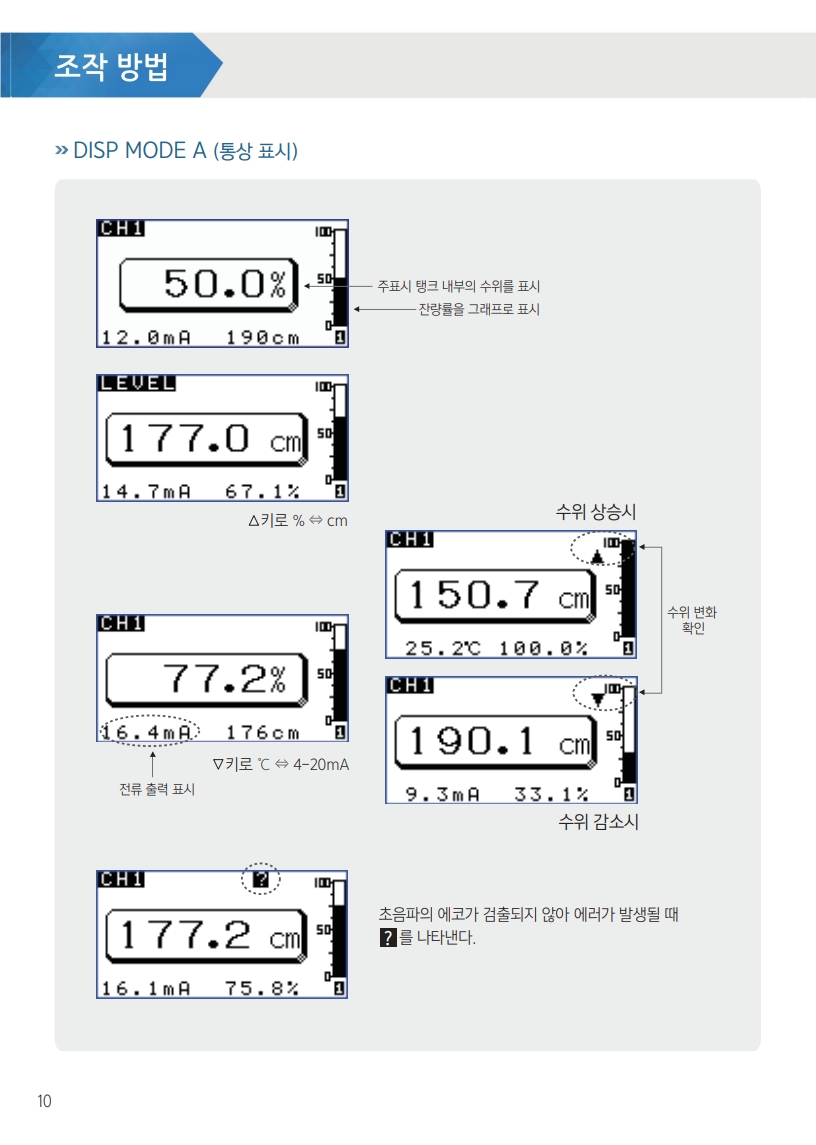 조작 방법
» DISP MODE A (통상 표시)
CH1
100
50.0%
50
0
12.0mA 190cm 1
주표시 탱크 내부의 수위를 표시
잔량률을 그래프로 표시
LEVEL
100
177.0 cm
50
0
14.7mA 67.1% 1
△키로 % ⇔ cm
수위 상승시
CH1
100
▲
150.7 cm
50
0
25.2℃ 100.0% 1
수위 변화
확인
CH1
100
77.2%
50
0
16.4mA 176cm 1
▽키로 ℃ ⇔ 4-20mA
전류 출력 표시
CH1
100
▼
190.1 cm
50
0
9.3mA 33.1% 1
수위 감소시
CH1 ?
100
177.2 cm
50
0
16.1mA 75.8% 1
초음파의 에코가 검출되지 않아 에러가 발생될 때
? 를 나타낸다.
10